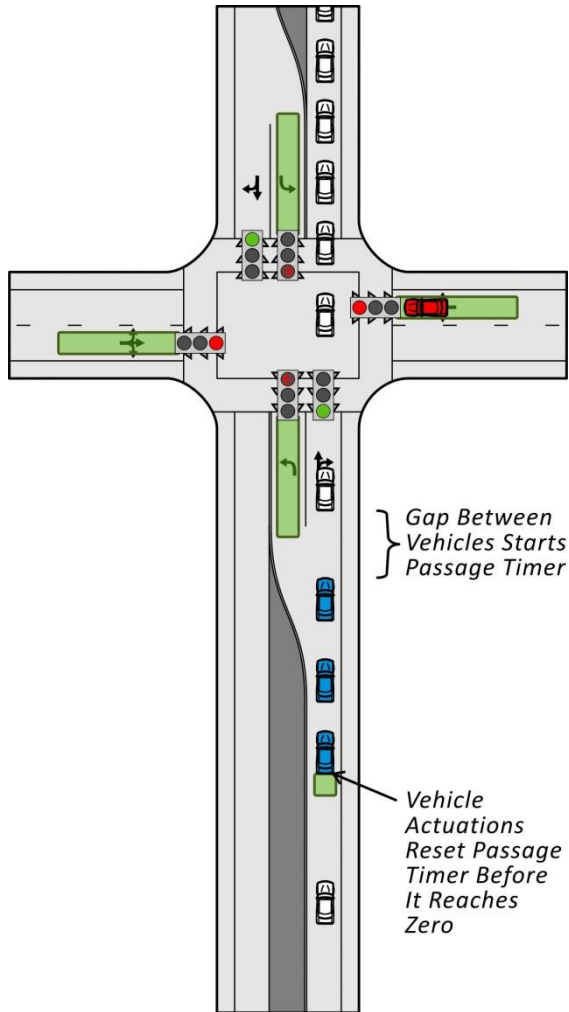 Gap Between
Vehicles Starts
Passage Timer
Vehicle
Actuations
Reset Passage
Timer Before
It Reaches
Zero